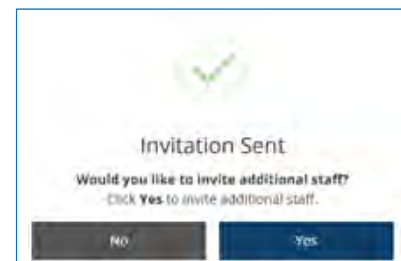 Invitation Sent
Would you like to invite additional staff?
Click Yes to invite additional staff.
No Yes